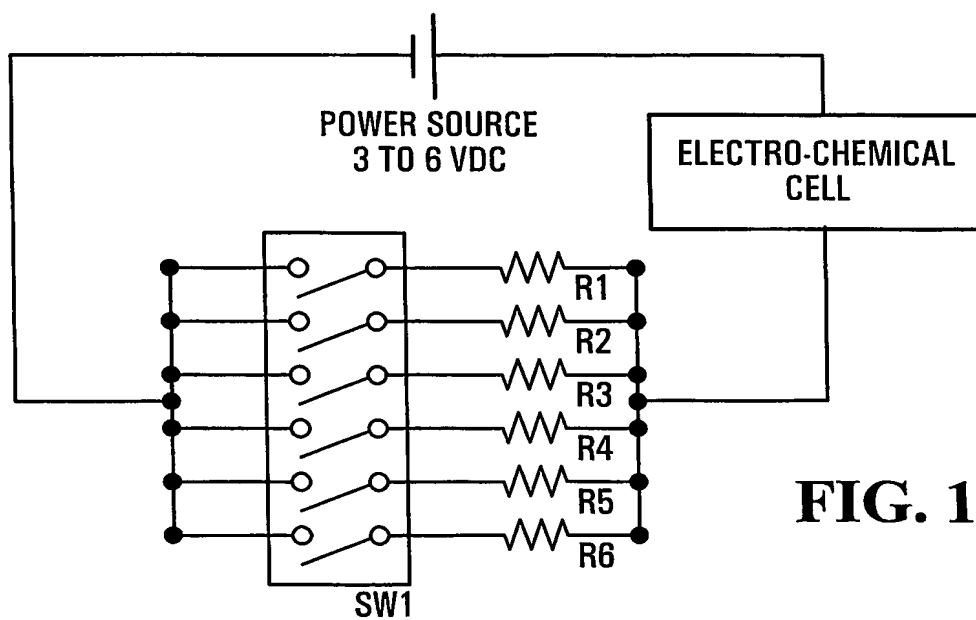 POWER SOURCE
3 TO 6 VDC
ELECTRO-CHEMICAL
CELL
R1
R2
R3
R4
R5
R6
SW1
FIG. 1